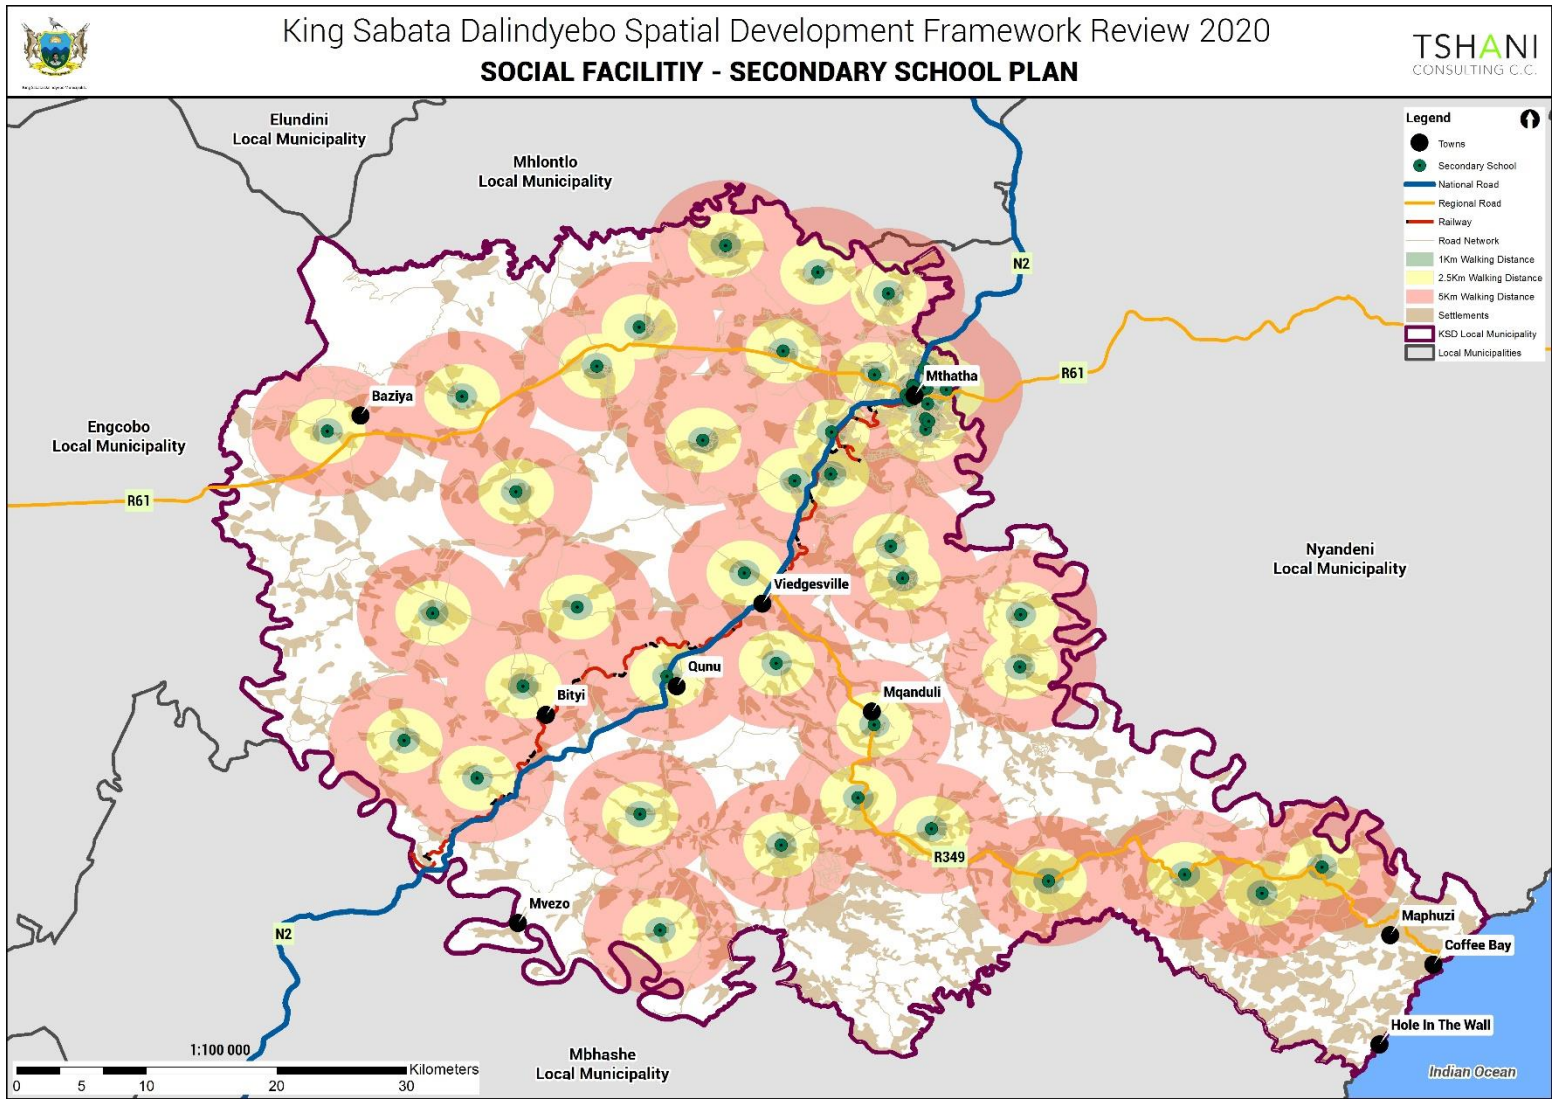 King Sabata Dalindyebo Spatial Development Framework Review 2020
SOCIAL FACILITIY - SECONDARY SCHOOL PLAN
TSHANI
CONSULTING C.C.
Elundini
Local Municipality
Mhlontlo
Local Municipality
Legend
Towns
Secondary School
National Road
Regional Road
Railway
Road Network
1Km Walking Distance
2.5Km Walking Distance
5Km Walking Distance
Settlements
KSD Local Municipality
Local Municipalities
N2
R61
Mthatha
Baziya
Engcobo
Local Municipality
R61
Nyandeni
Local Municipality
Viedgesville
Qunu
Bityi
Mqanduli
R349
Mvezo
N2
Maphuzi
Coffee Bay
Hole In The Wall
Indian Ocean
Mbhashe
Local Municipality
1:100 000
Kilometers
0 5 10 20 30